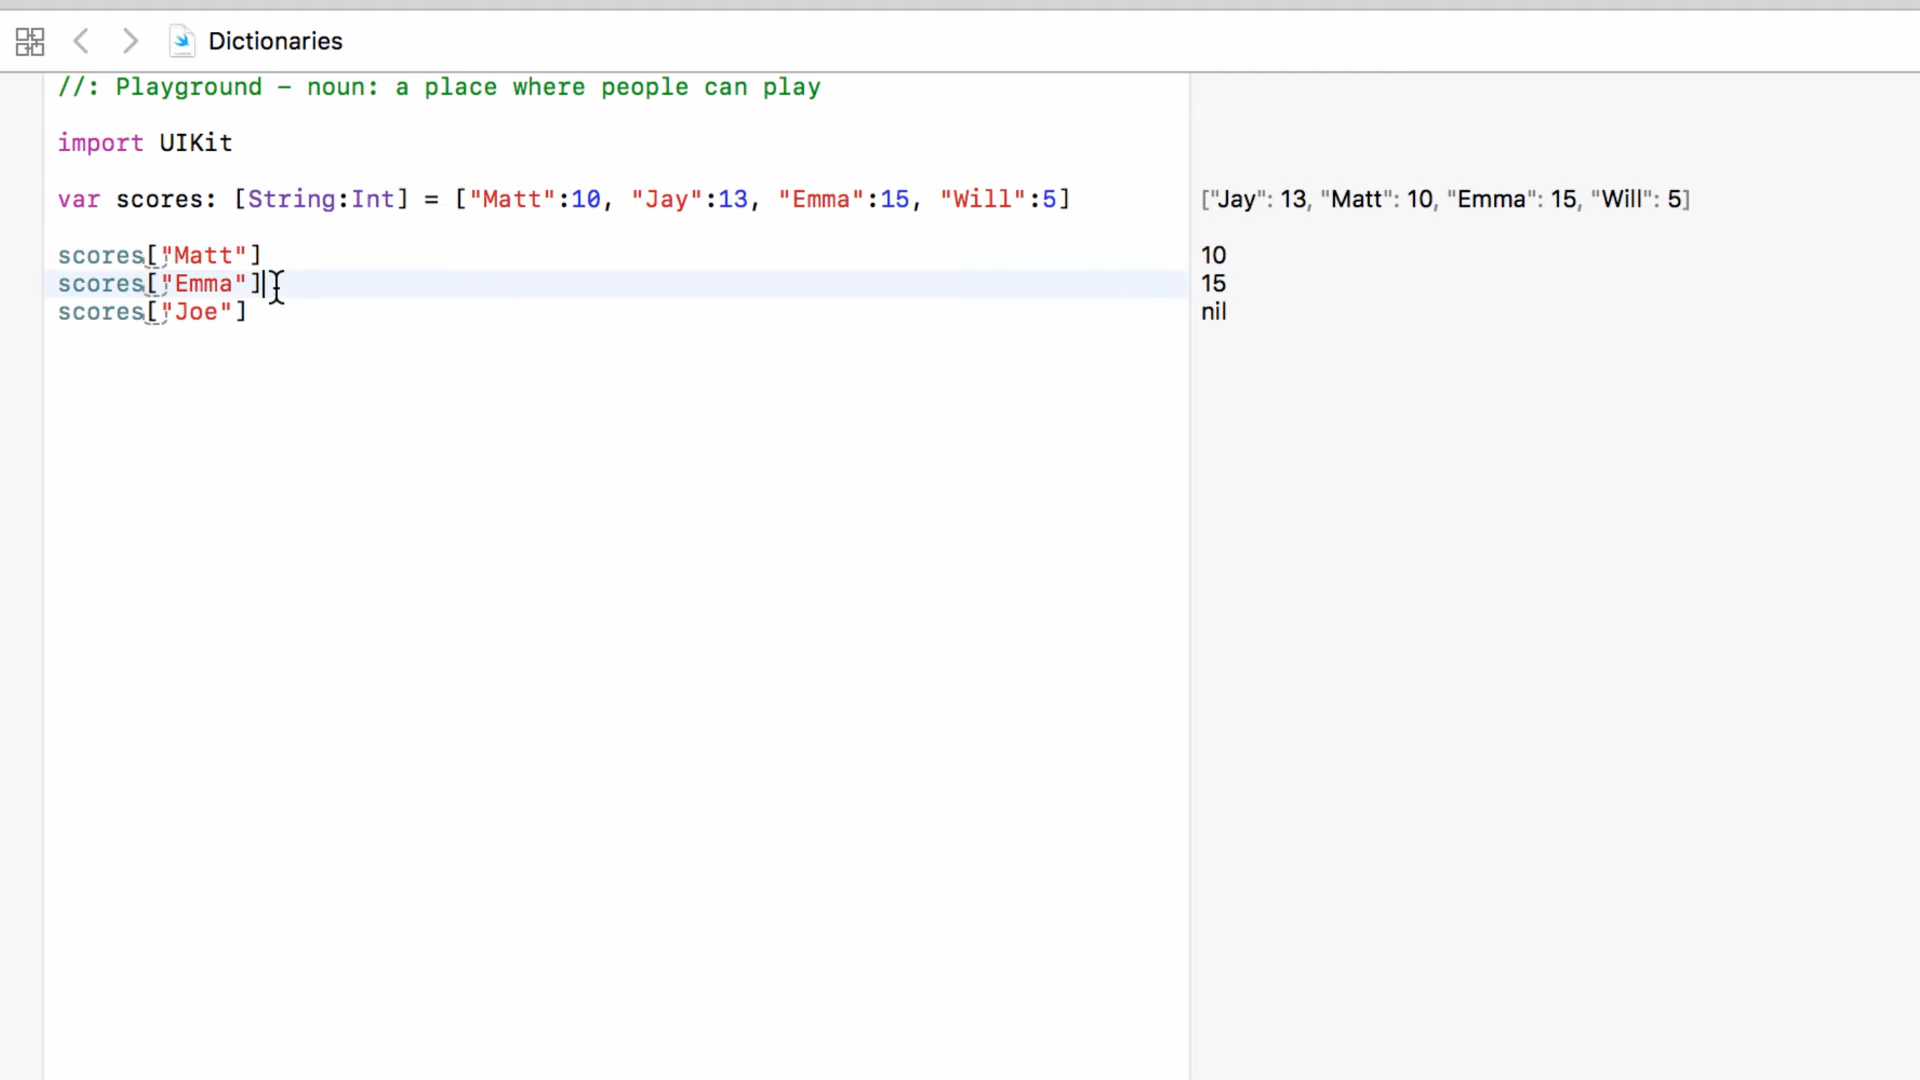 Dictionaries
//: Playground – noun: a place where people can play
import UIKit
var scores: [String:Int] = ["Matt":10, "Jay":13, "Emma":15, "Will":5]
["Jay": 13, "Matt": 10, "Emma": 15, "Will": 5]
scores["Matt"]
10
scores["Emma"]
15
scores["Joe"]
nil